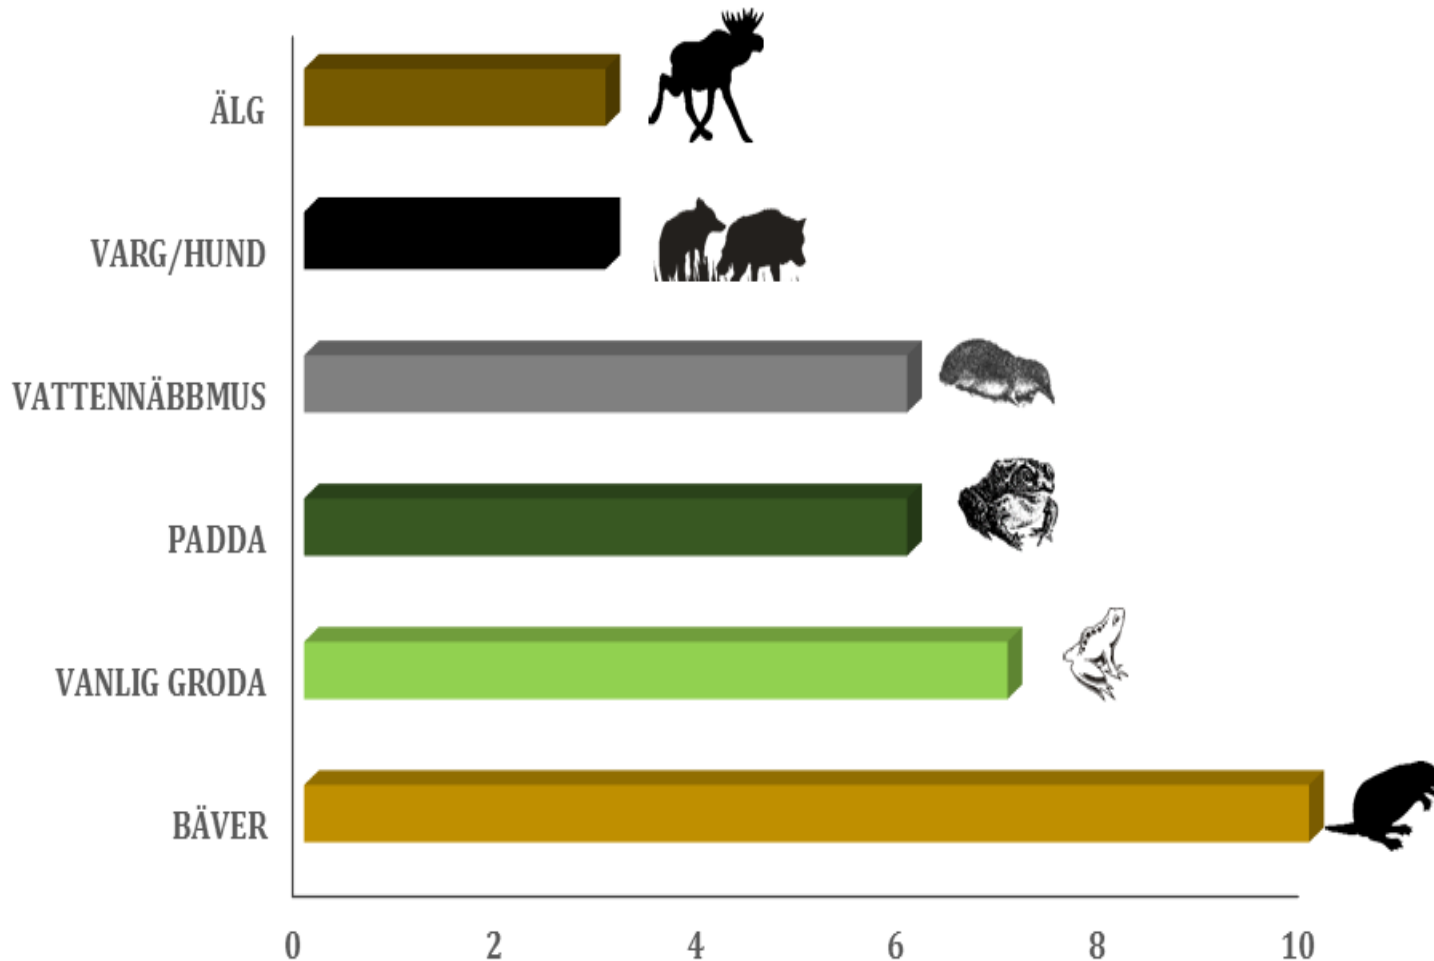 ÄLG
VARG/HUND
VATTENNÄBBMUS
PADDA
VANLIG GRODA
BÄVER
0 2 4 6 8 10